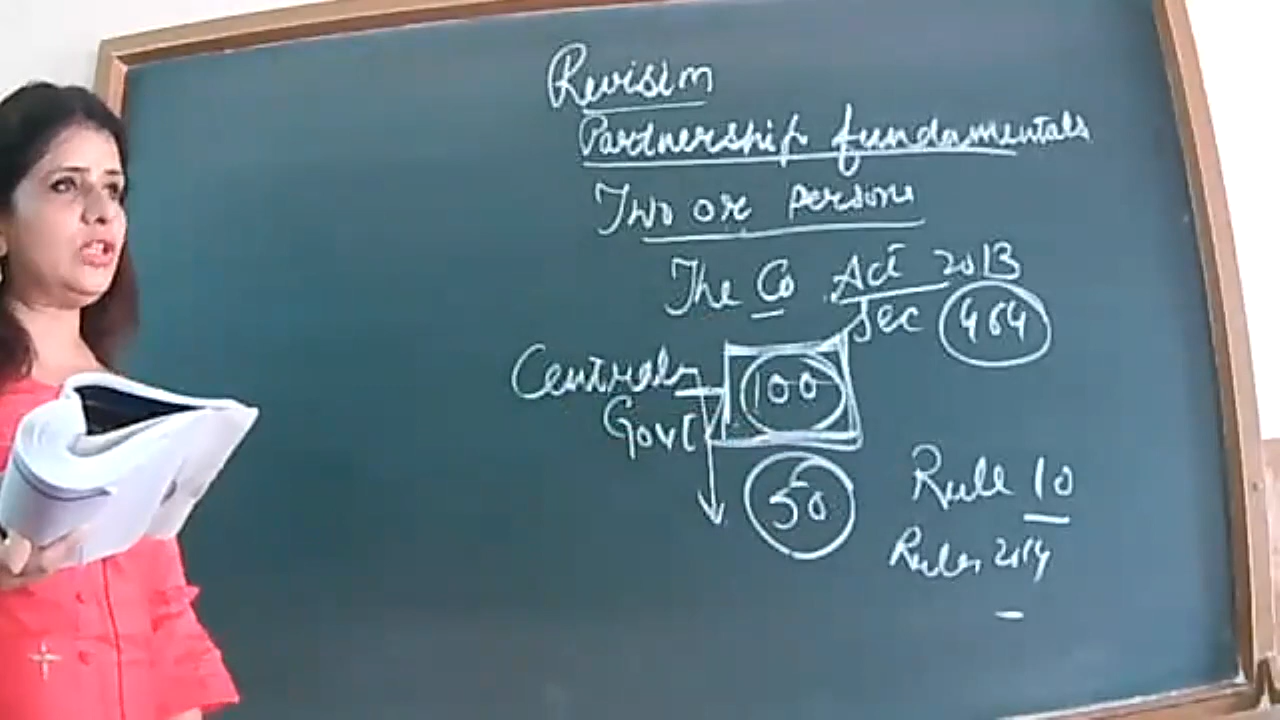 Revision
Partnership fundamentals
Two or persons
The Co Act 2013
Sec 464
Central
Govt
100
50
Rule 10
Rules 2014